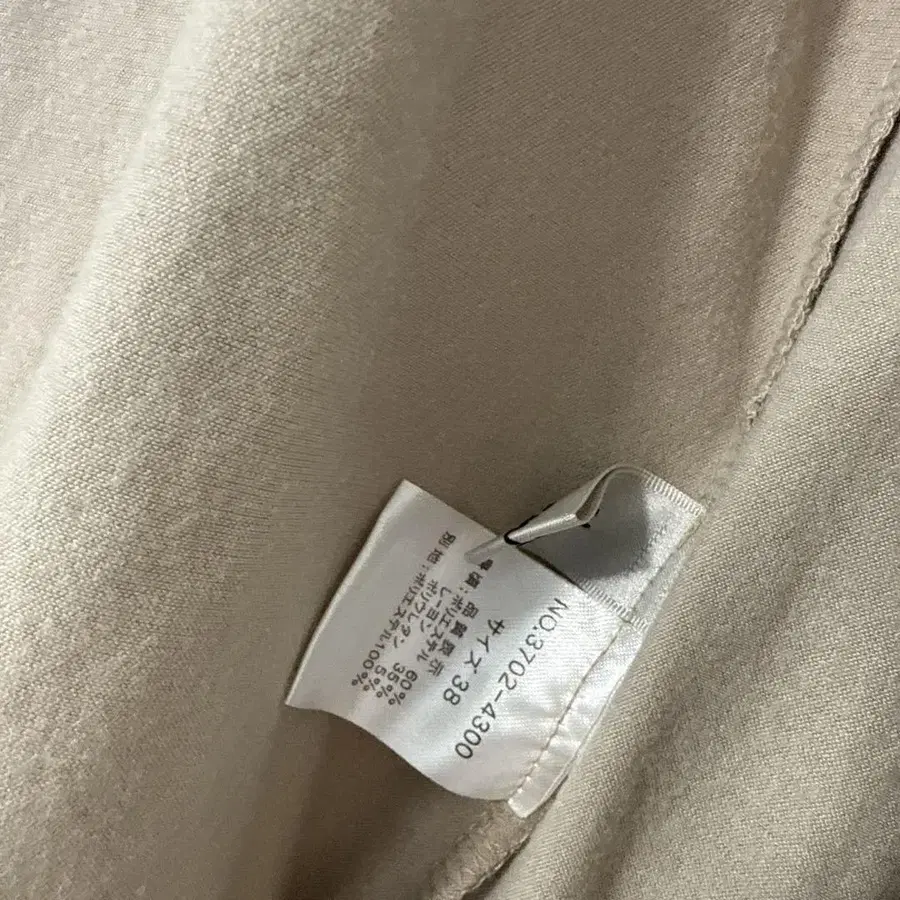 NO.3702-4300
サイズ 38
品質表示
ポリエステル 60%
レーヨン 35%
ポリウレタン 5%
別地:ポリエステル100%